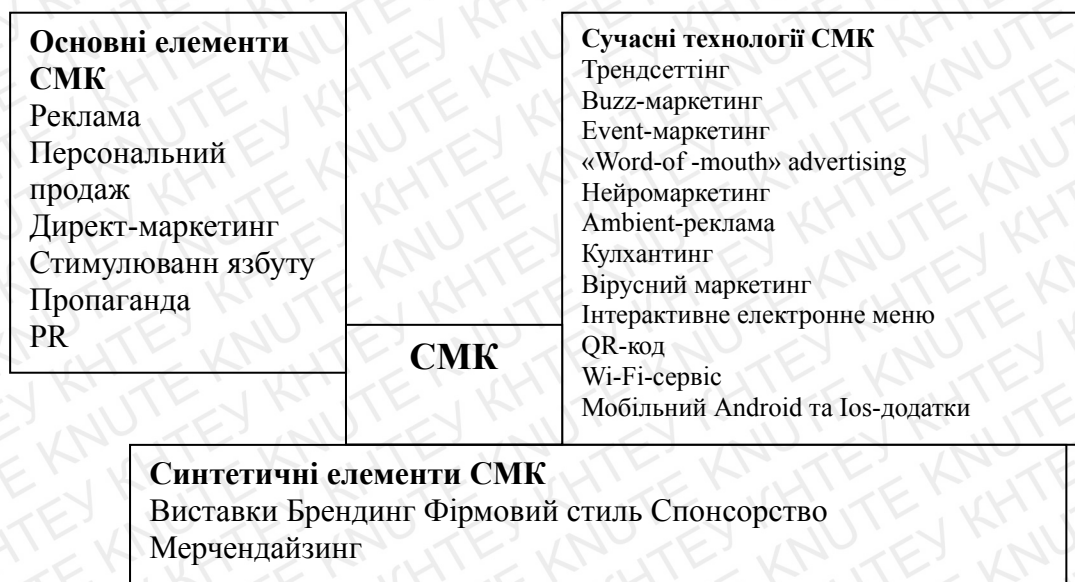 Основні елементи
СМК
Реклама
Персональний
продаж
Директ-маркетинг
Стимулюванн язбуту
Пропаганда
PR
Сучасні технології СМК
Трендсеттінг
Buzz-маркетинг
Event-маркетинг
«Word-of -mouth» advertising
Нейромаркетинг
Ambient-реклама
Кулхантинг
Вірусний маркетинг
Інтерактивне електронне меню
QR-код
Wi-Fi-сервіс
Мобільний Android та Ios-додатки
СМК
Синтетичні елементи СМК
Виставки Брендинг Фірмовий стиль Спонсорство
Мерчендайзинг